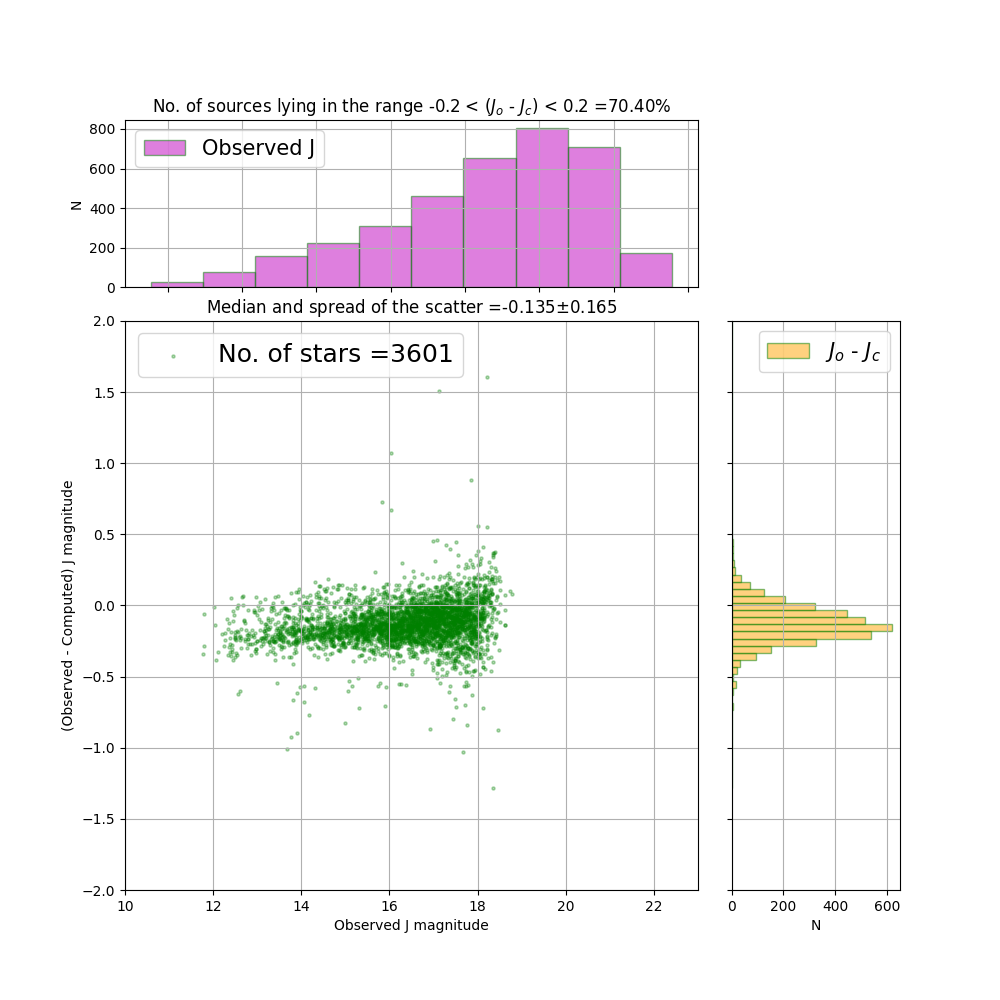 No. of sources lying in the range -0.2 < (J_o - J_c) < 0.2 =70.40%
800
600
400
200
0
N
Observed J
Median and spread of the scatter =-0.135±0.165
2.0
1.5
1.0
0.5
0.0
−0.5
−1.0
−1.5
−2.0
(Observed - Computed) J magnitude
No. of stars =3601
10 12 14 16 18 20 22
Observed J magnitude
J_o - J_c
0 200 400 600
N